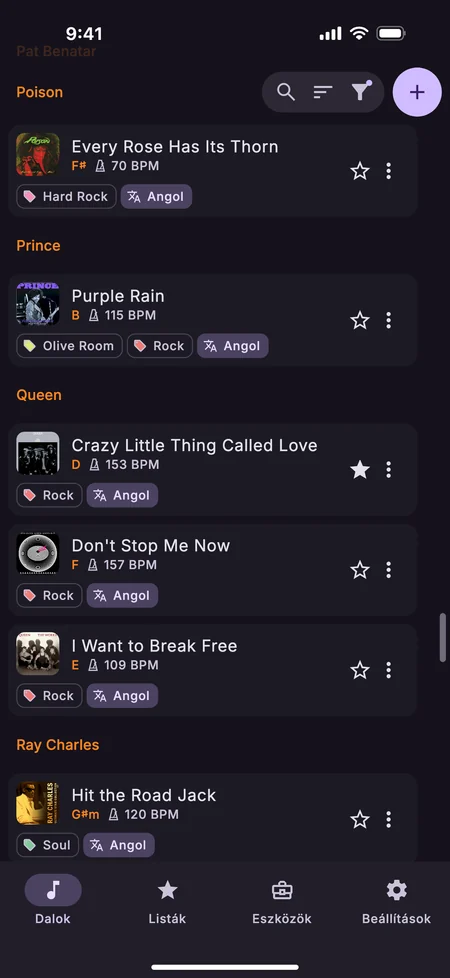 9:41
Pat Benatar
Poison
Every Rose Has Its Thorn
F# 70 BPM
Hard Rock Angol
Prince
PRINCE
Purple Rain
B 115 BPM
Olive Room Rock Angol
Queen
Crazy Little Thing Called Love
D 153 BPM
Rock Angol
Don't Stop Me Now
F 157 BPM
Rock Angol
I Want to Break Free
E 109 BPM
Rock Angol
Ray Charles
RAY CHARLES
Hit the Road Jack
G#m 120 BPM
Soul Angol
Dalok Listák Eszközök Beállítások